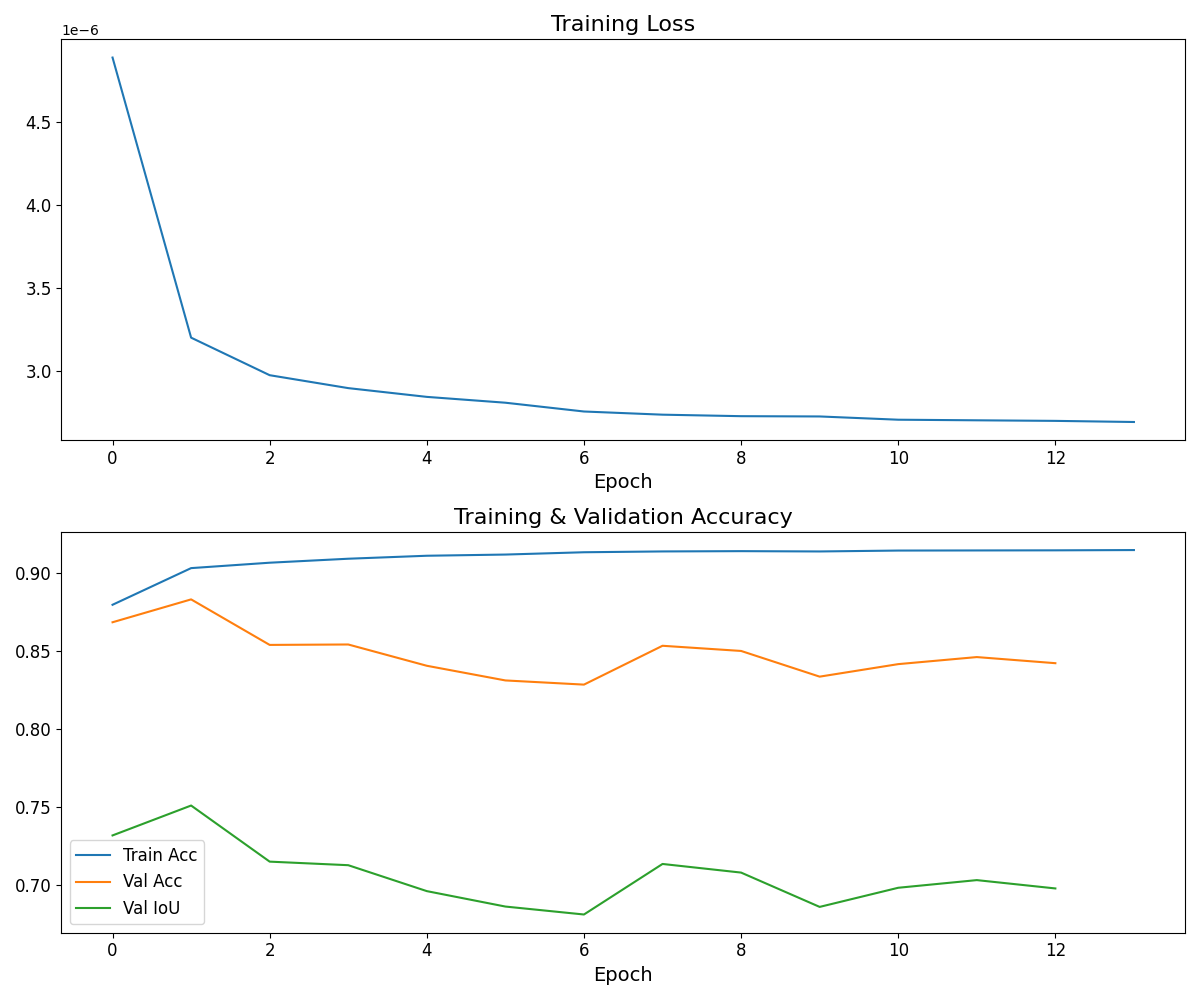 Training Loss
1e−6
4.5
4.0
3.5
3.0
0 2 4 6 8 10 12
Epoch
Training & Validation Accuracy
0.90
0.85
0.80
0.75
0.70
Train Acc
Val Acc
Val IoU
0 2 4 6 8 10 12
Epoch